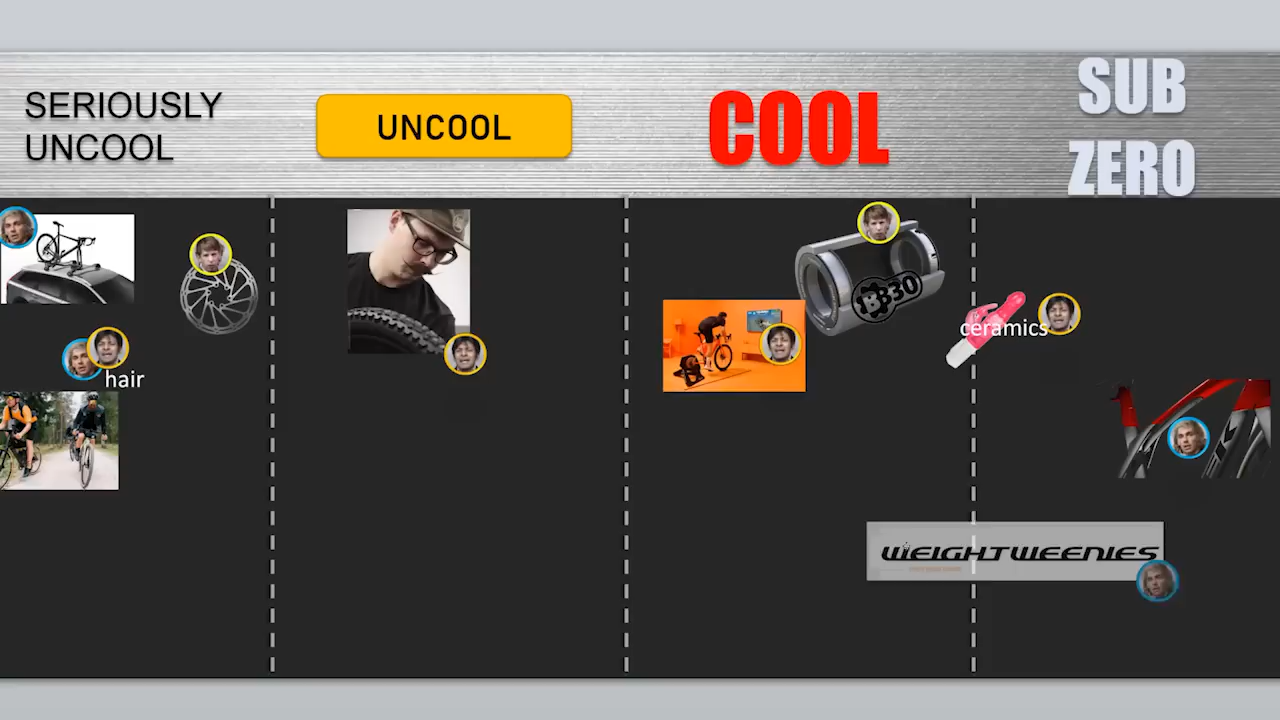 SERIOUSLY
UNCOOL
UNCOOL
COOL
SUB
ZERO
BB30
ceramics
hair
WEIGHTWEENIES